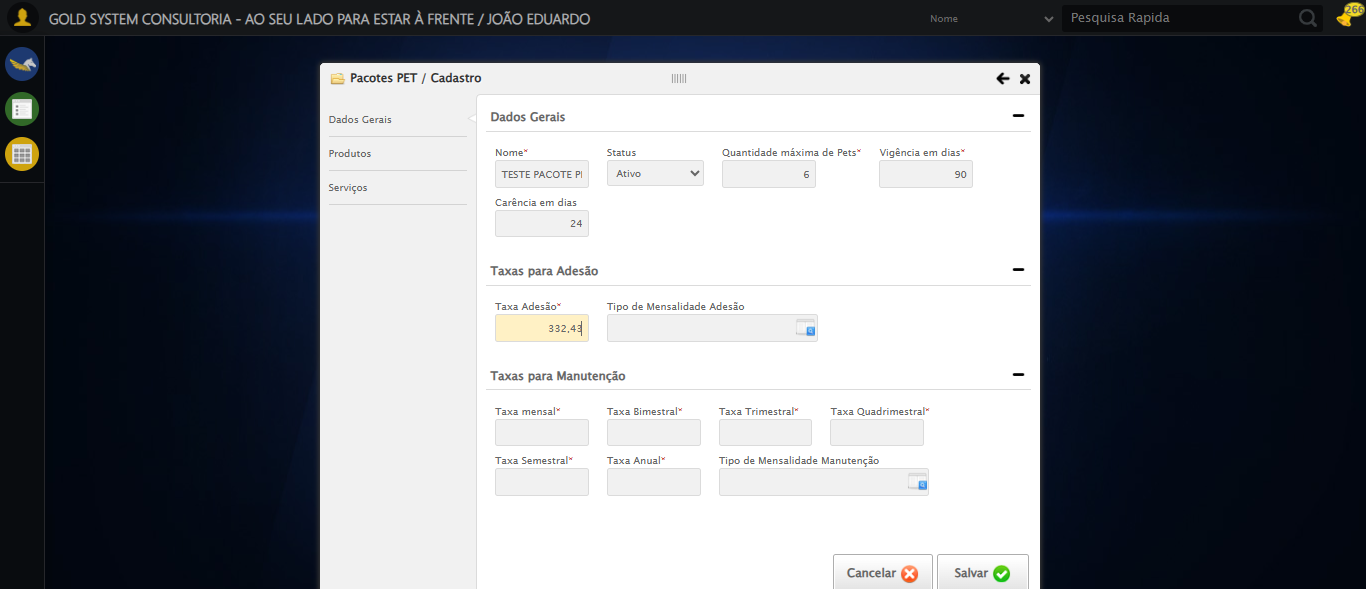 GOLD SYSTEM CONSULTORIA - AO SEU LADO PARA ESTAR À FRENTE / JOÃO EDUARDO
Nome
Pesquisa Rapida
266
Pacotes PET / Cadastro
Dados Gerais
Produtos
Serviços
Dados Gerais
Nome* Status Quantidade máxima de Pets* Vigência em dias*
TESTE PACOTE PI Ativo 6 90
Carência em dias
24
Taxas para Adesão
Taxa Adesão* Tipo de Mensalidade Adesão
332,43
Taxas para Manutenção
Taxa mensal* Taxa Bimestral* Taxa Trimestral* Taxa Quadrimestral*
Taxa Semestral* Taxa Anual* Tipo de Mensalidade Manutenção
Cancelar Salvar